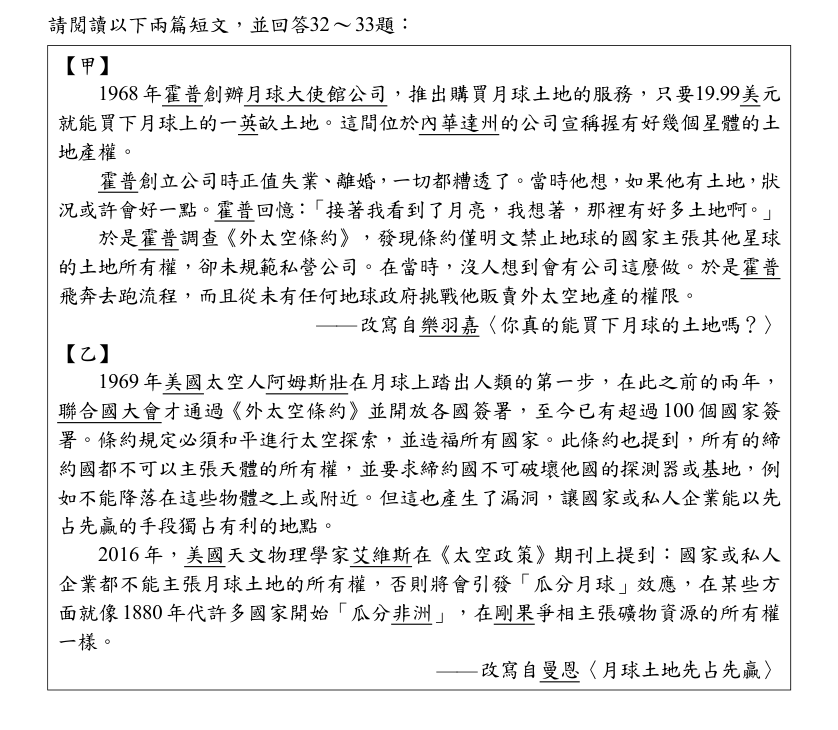 請閱讀以下兩篇短文，並回答32～33題：
【甲】
1968年霍普創辦月球大使館公司，推出購買月球土地的服務，只要19.99美元
就能買下月球上的一英畝土地。這間位於內華達州的公司宣稱握有好幾個星體的土
地產權。
霍普創立公司時正值失業、離婚，一切都糟透了。當時他想，如果他有土地，狀
況或許會好一點。霍普回憶：「接著我看到了月亮，我想著，那裡有好多土地啊。」
於是霍普調查《外太空條約》，發現條約僅明文禁止地球的國家主張其他星球
的土地所有權，卻未規範私營公司。在當時，沒人想到會有公司這麼做。於是霍普
飛奔去跑流程，而且從未有任何地球政府挑戰他販賣外太空地產的權限。
——改寫自樂羽嘉〈你真的能買下月球的土地嗎？〉
【乙】
1969年美國太空人阿姆斯壯在月球上踏出人類的第一步，在此之前的兩年，
聯合國大會才通過《外太空條約》並開放各國簽署，至今已有超過100個國家簽
署。條約規定必須和平進行太空探索，並造福所有國家。此條約也提到，所有的締
約國都不可以主張天體的所有權，並要求締約國不可破壞他國的探測器或基地，例
如不能降落在這些物體之上或附近。但這也產生了漏洞，讓國家或私人企業能以先
占先贏的手段獨占有利的地點。
2016年，美國天文物理學家艾維斯在《太空政策》期刊上提到：國家或私人
企業都不能主張月球土地的所有權，否則將會引發「瓜分月球」效應，在某些方
面就像1880年代許多國家開始「瓜分非洲」，在剛果爭相主張礦物資源的所有權
一樣。
——改寫自曼恩〈月球土地先占先贏〉